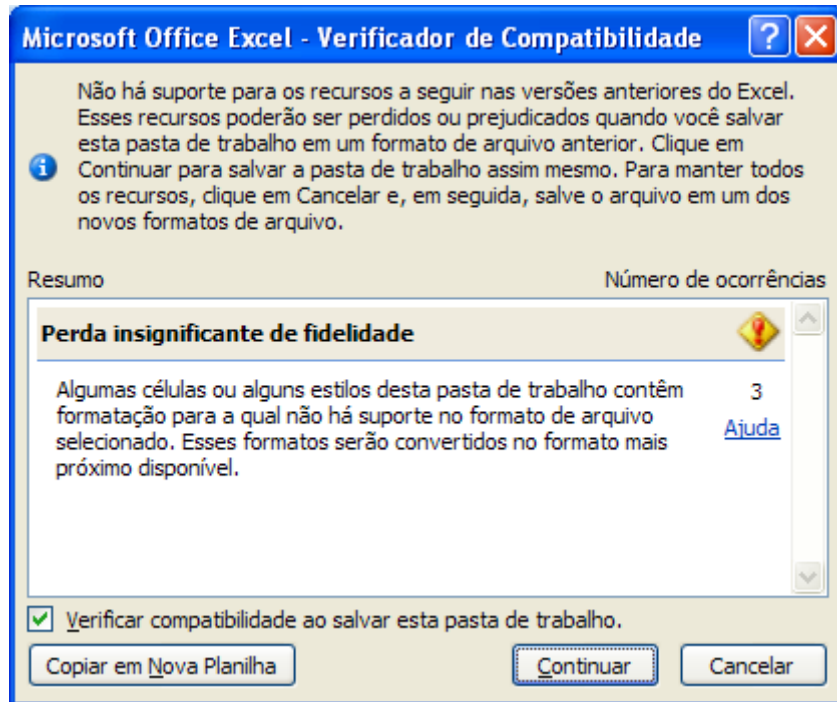 Microsoft Office Excel - Verificador de Compatibilidade
Não há suporte para os recursos a seguir nas versões anteriores do Excel.
Esses recursos poderão ser perdidos ou prejudicados quando você salvar
esta pasta de trabalho em um formato de arquivo anterior. Clique em
Continuar para salvar a pasta de trabalho assim mesmo. Para manter todos
os recursos, clique em Cancelar e, em seguida, salve o arquivo em um dos
novos formatos de arquivo.
Resumo Número de ocorrências
Perda insignificante de fidelidade
Algumas células ou alguns estilos desta pasta de trabalho contêm 3
formatação para a qual não há suporte no formato de arquivo Ajuda
selecionado. Esses formatos serão convertidos no formato mais
próximo disponível.
Verificar compatibilidade ao salvar esta pasta de trabalho.
Copiar em Nova Planilha Continuar Cancelar